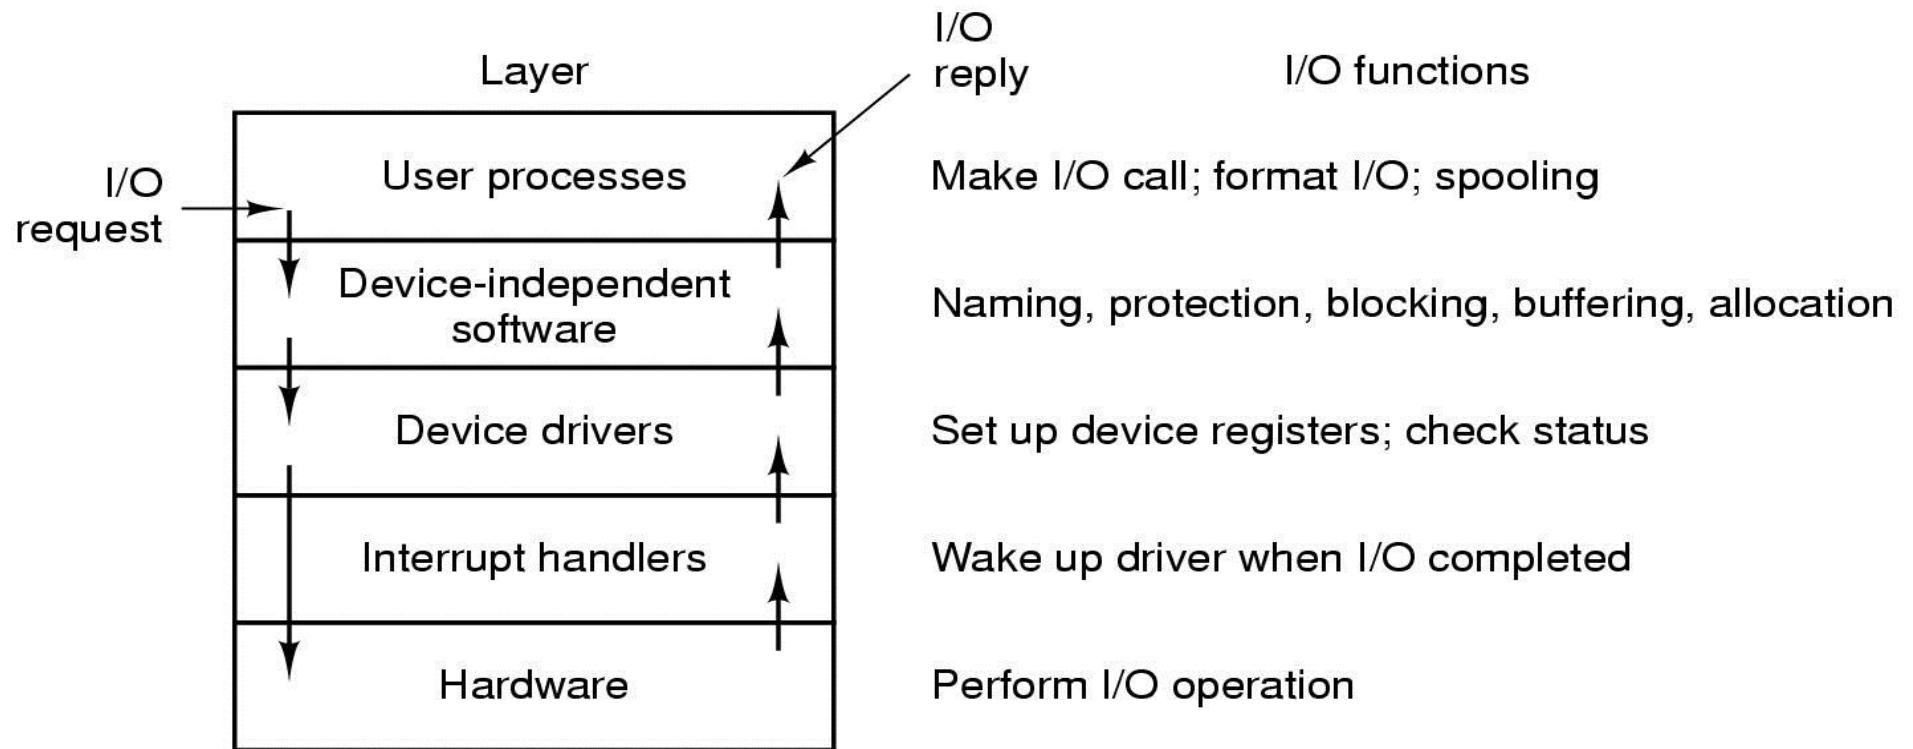 Layer
I/O
reply
I/O functions
I/O
request
User processes
Make I/O call; format I/O; spooling
Device-independent
software
Naming, protection, blocking, buffering, allocation
Device drivers
Set up device registers; check status
Interrupt handlers
Wake up driver when I/O completed
Hardware
Perform I/O operation